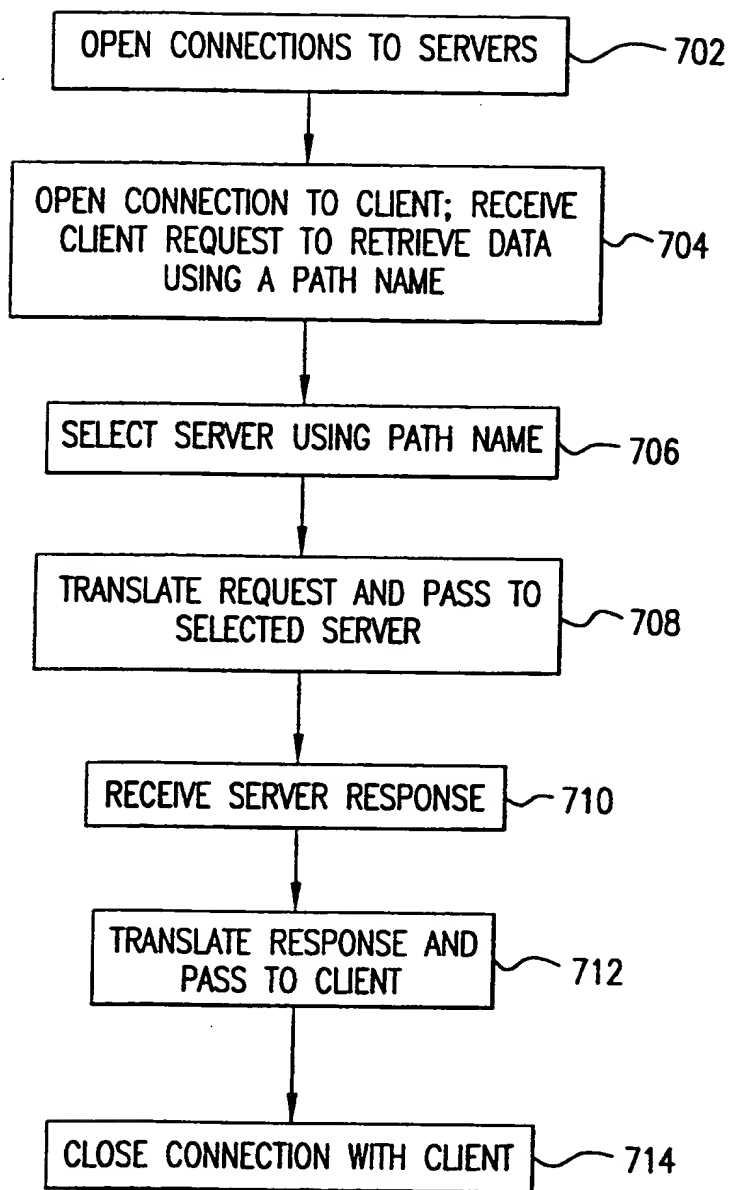 OPEN CONNECTIONS TO SERVERS
702
OPEN CONNECTION TO CLIENT; RECEIVE
CLIENT REQUEST TO RETRIEVE DATA
USING A PATH NAME
704
SELECT SERVER USING PATH NAME
706
TRANSLATE REQUEST AND PASS TO
SELECTED SERVER
708
RECEIVE SERVER RESPONSE
710
TRANSLATE RESPONSE AND
PASS TO CLIENT
712
CLOSE CONNECTION WITH CLIENT
714